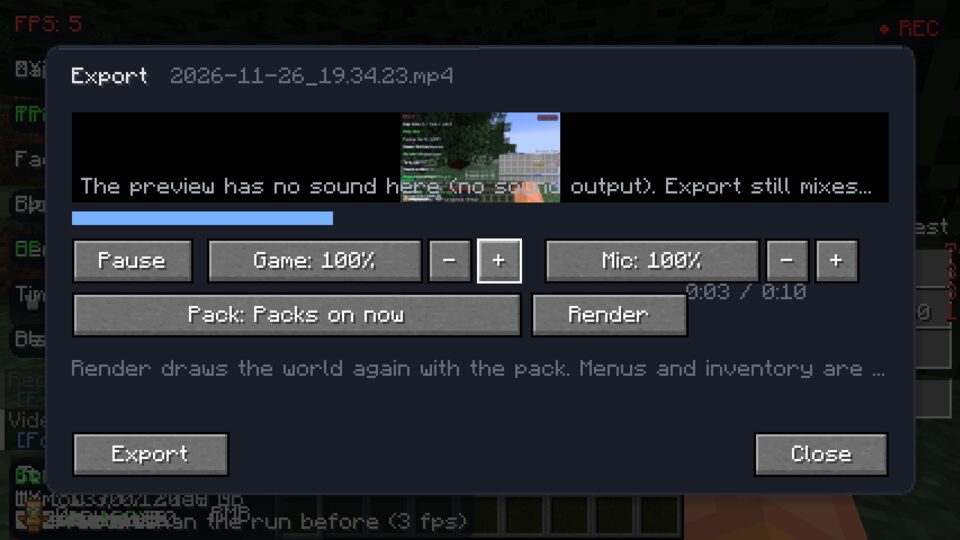 FPS: 5
● REC
Export 2026-11-26_19.34.23.mp4
The preview has no sound here (no sound output). Export still mixes...
Pause
Game: 100%
-
+
Mic: 100%
-
+
0:03 / 0:10
Pack: Packs on now
Render
Render draws the world again with the pack. Menus and inventory are ...
Export
Close
run before (3 fps)